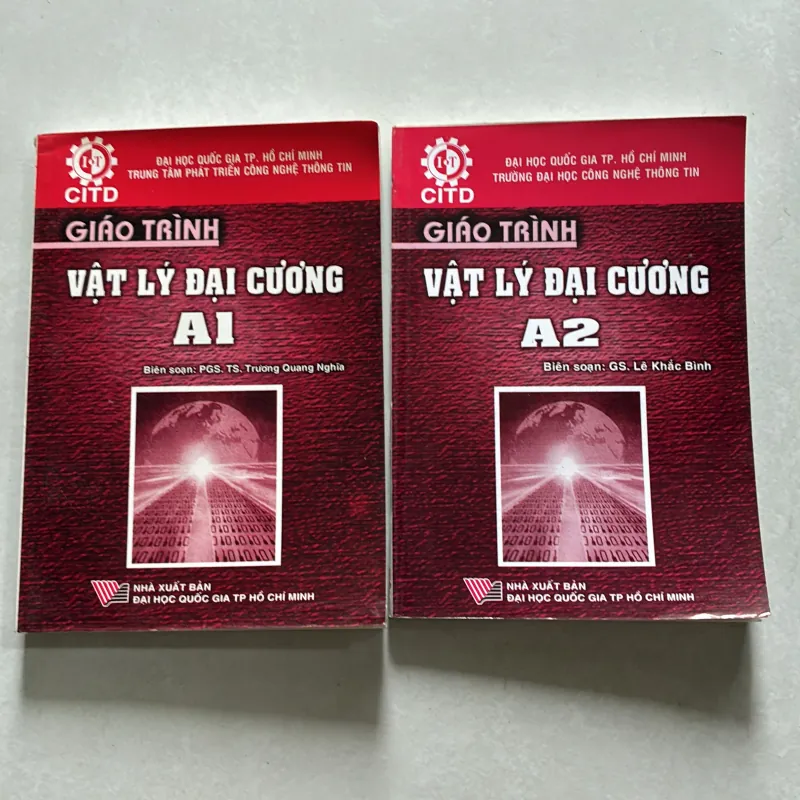 I T
CITD
ĐẠI HỌC QUỐC GIA TP. HỒ CHÍ MINH
TRUNG TÂM PHÁT TRIỂN CÔNG NGHỆ THÔNG TIN
GIÁO TRÌNH
VẬT LÝ ĐẠI CƯƠNG
A1
Biên soạn: PGS. TS. Trương Quang Nghĩa
NHÀ XUẤT BẢN
ĐẠI HỌC QUỐC GIA TP HỒ CHÍ MINH
I T
CITD
ĐẠI HỌC QUỐC GIA TP. HỒ CHÍ MINH
TRƯỜNG ĐẠI HỌC CÔNG NGHỆ THÔNG TIN
GIÁO TRÌNH
VẬT LÝ ĐẠI CƯƠNG
A2
Biên soạn: GS. Lê Khắc Bình
NHÀ XUẤT BẢN
ĐẠI HỌC QUỐC GIA TP HỒ CHÍ MINH